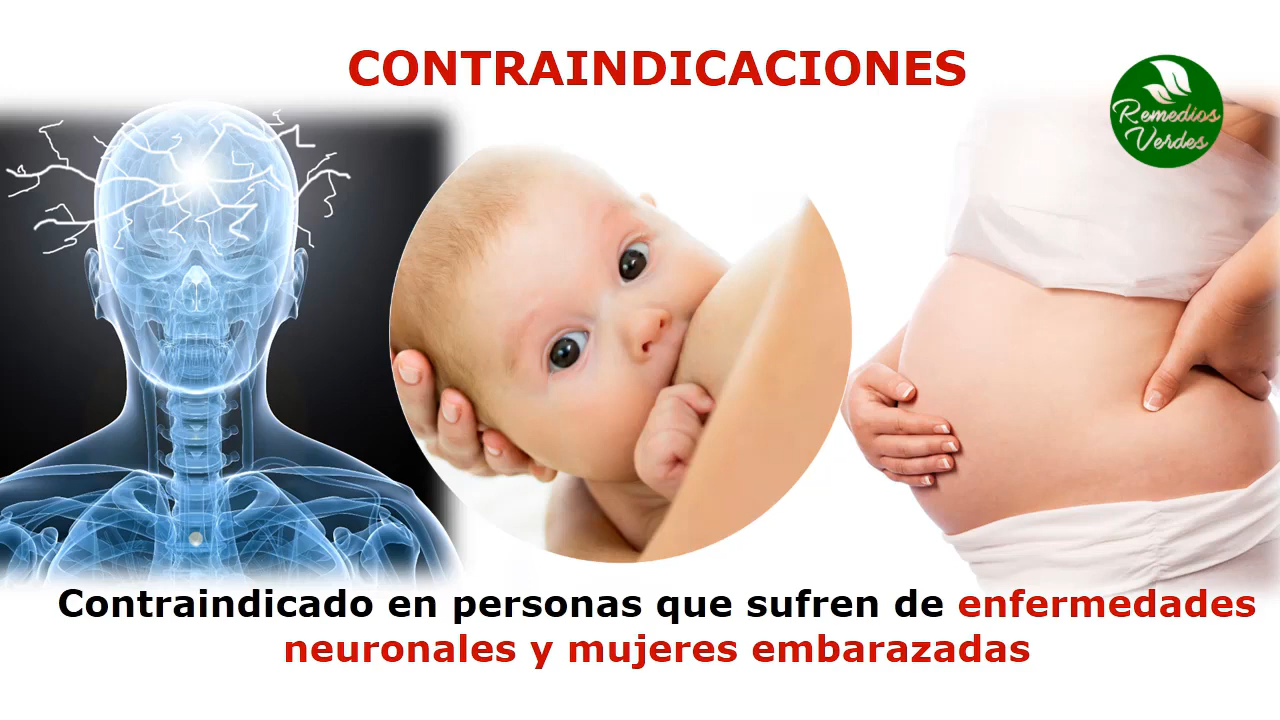 CONTRAINDICACIONES
Remedios
Verdes
Contraindicado en personas que sufren de enfermedades
neuronales y mujeres embarazadas